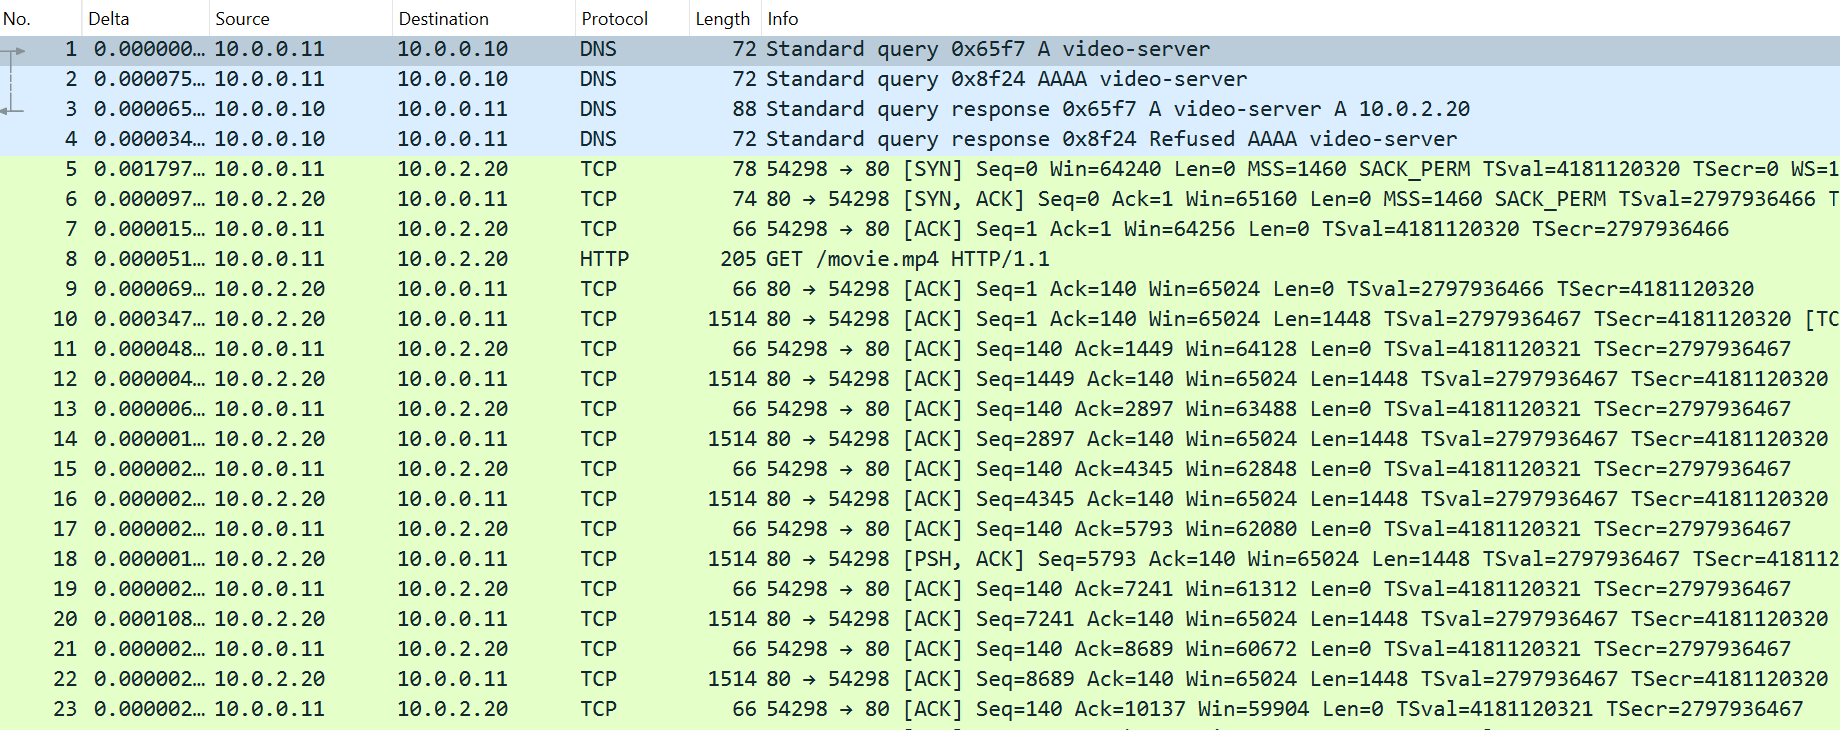 No. Delta Source Destination Protocol Length Info
1 0.000000… 10.0.0.11 10.0.0.10 DNS 72 Standard query 0x65f7 A video-server
2 0.000075… 10.0.0.11 10.0.0.10 DNS 72 Standard query 0x8f24 AAAA video-server
3 0.000065… 10.0.0.10 10.0.0.11 DNS 88 Standard query response 0x65f7 A video-server A 10.0.2.20
4 0.000034… 10.0.0.10 10.0.0.11 DNS 72 Standard query response 0x8f24 Refused AAAA video-server
5 0.001797… 10.0.0.11 10.0.2.20 TCP 78 54298 → 80 [SYN] Seq=0 Win=64240 Len=0 MSS=1460 SACK_PERM TSval=4181120320 TSecr=0 WS=1
6 0.000097… 10.0.2.20 10.0.0.11 TCP 74 80 → 54298 [SYN, ACK] Seq=0 Ack=1 Win=65160 Len=0 MSS=1460 SACK_PERM TSval=2797936466 T
7 0.000015… 10.0.0.11 10.0.2.20 TCP 66 54298 → 80 [ACK] Seq=1 Ack=1 Win=64256 Len=0 TSval=4181120320 TSecr=2797936466
8 0.000051… 10.0.0.11 10.0.2.20 HTTP 205 GET /movie.mp4 HTTP/1.1
9 0.000069… 10.0.2.20 10.0.0.11 TCP 66 80 → 54298 [ACK] Seq=1 Ack=140 Win=65024 Len=0 TSval=2797936466 TSecr=4181120320
10 0.000347… 10.0.2.20 10.0.0.11 TCP 1514 80 → 54298 [ACK] Seq=1 Ack=140 Win=65024 Len=1448 TSval=2797936467 TSecr=4181120320 [TC
11 0.000048… 10.0.0.11 10.0.2.20 TCP 66 54298 → 80 [ACK] Seq=140 Ack=1449 Win=64128 Len=0 TSval=4181120321 TSecr=2797936467
12 0.000004… 10.0.2.20 10.0.0.11 TCP 1514 80 → 54298 [ACK] Seq=1449 Ack=140 Win=65024 Len=1448 TSval=2797936467 TSecr=4181120320
13 0.000006… 10.0.0.11 10.0.2.20 TCP 66 54298 → 80 [ACK] Seq=140 Ack=2897 Win=63488 Len=0 TSval=4181120321 TSecr=2797936467
14 0.000001… 10.0.2.20 10.0.0.11 TCP 1514 80 → 54298 [ACK] Seq=2897 Ack=140 Win=65024 Len=1448 TSval=2797936467 TSecr=4181120320
15 0.000002… 10.0.0.11 10.0.2.20 TCP 66 54298 → 80 [ACK] Seq=140 Ack=4345 Win=62848 Len=0 TSval=4181120321 TSecr=2797936467
16 0.000002… 10.0.2.20 10.0.0.11 TCP 1514 80 → 54298 [ACK] Seq=4345 Ack=140 Win=65024 Len=1448 TSval=2797936467 TSecr=4181120320
17 0.000002… 10.0.0.11 10.0.2.20 TCP 66 54298 → 80 [ACK] Seq=140 Ack=5793 Win=62080 Len=0 TSval=4181120321 TSecr=2797936467
18 0.000001… 10.0.2.20 10.0.0.11 TCP 1514 80 → 54298 [PSH, ACK] Seq=5793 Ack=140 Win=65024 Len=1448 TSval=2797936467 TSecr=418112
19 0.000002… 10.0.0.11 10.0.2.20 TCP 66 54298 → 80 [ACK] Seq=140 Ack=7241 Win=61312 Len=0 TSval=4181120321 TSecr=2797936467
20 0.000108… 10.0.2.20 10.0.0.11 TCP 1514 80 → 54298 [ACK] Seq=7241 Ack=140 Win=65024 Len=1448 TSval=2797936467 TSecr=4181120320
21 0.000002… 10.0.0.11 10.0.2.20 TCP 66 54298 → 80 [ACK] Seq=140 Ack=8689 Win=60672 Len=0 TSval=4181120321 TSecr=2797936467
22 0.000002… 10.0.2.20 10.0.0.11 TCP 1514 80 → 54298 [ACK] Seq=8689 Ack=140 Win=65024 Len=1448 TSval=2797936467 TSecr=4181120320
23 0.000002… 10.0.0.11 10.0.2.20 TCP 66 54298 → 80 [ACK] Seq=140 Ack=10137 Win=59904 Len=0 TSval=4181120321 TSecr=2797936467